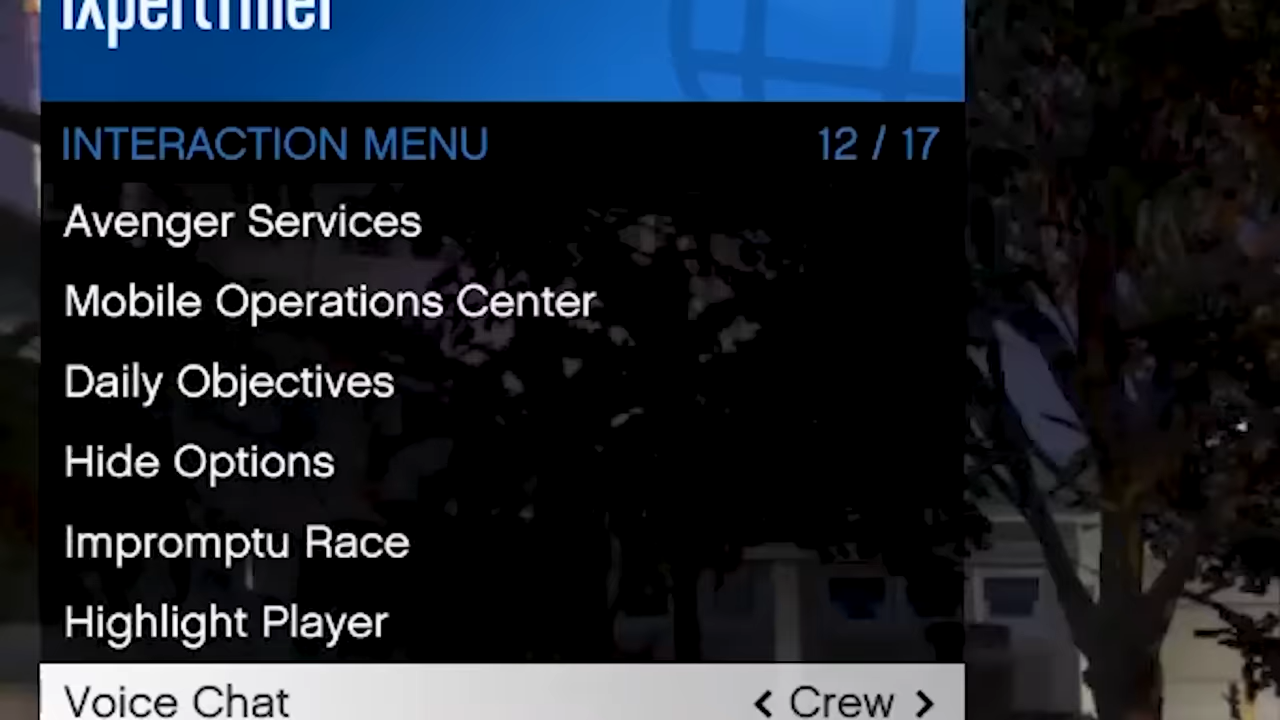 INTERACTION MENU 12 / 17
Avenger Services
Mobile Operations Center
Daily Objectives
Hide Options
Impromptu Race
Highlight Player
Voice Chat < Crew >